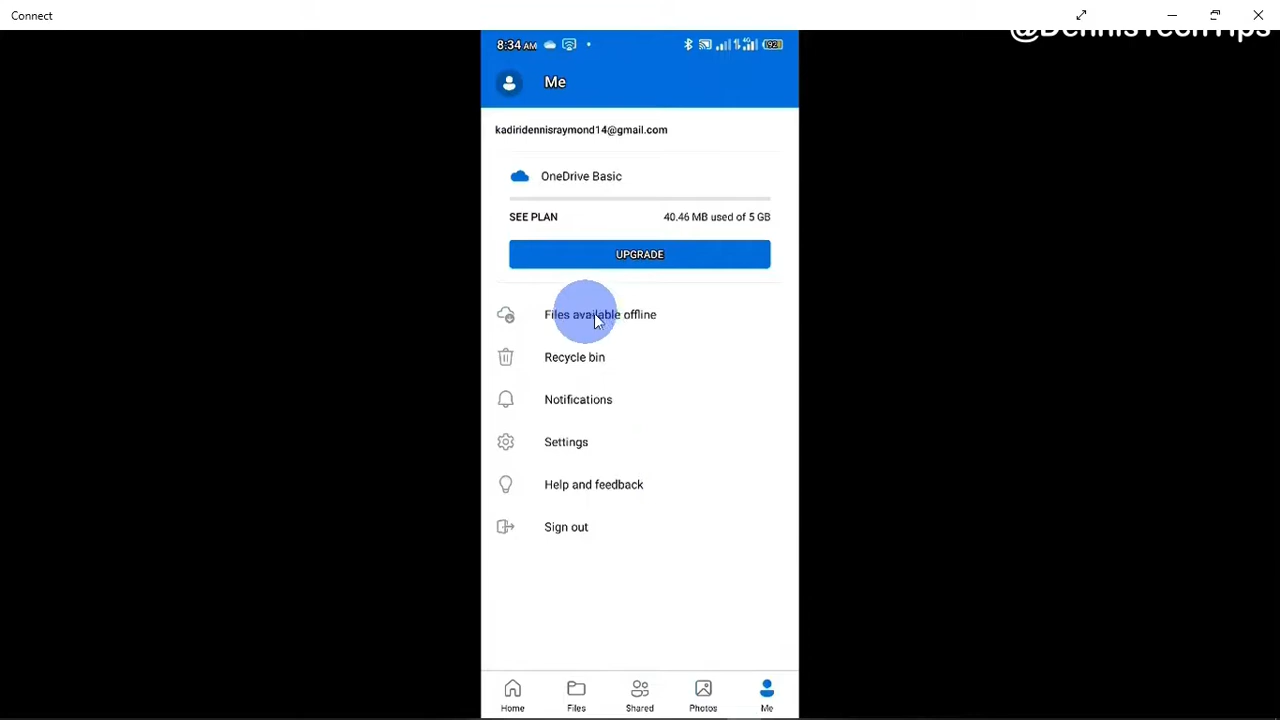 Connect
@DennisTechTips
8:34 AM
4G
92
Me
kadiridennisraymond14@gmail.com
OneDrive Basic
SEE PLAN 40.46 MB used of 5 GB
UPGRADE
Files available offline
Recycle bin
Notifications
Settings
Help and feedback
Sign out
Home Files Shared Photos Me